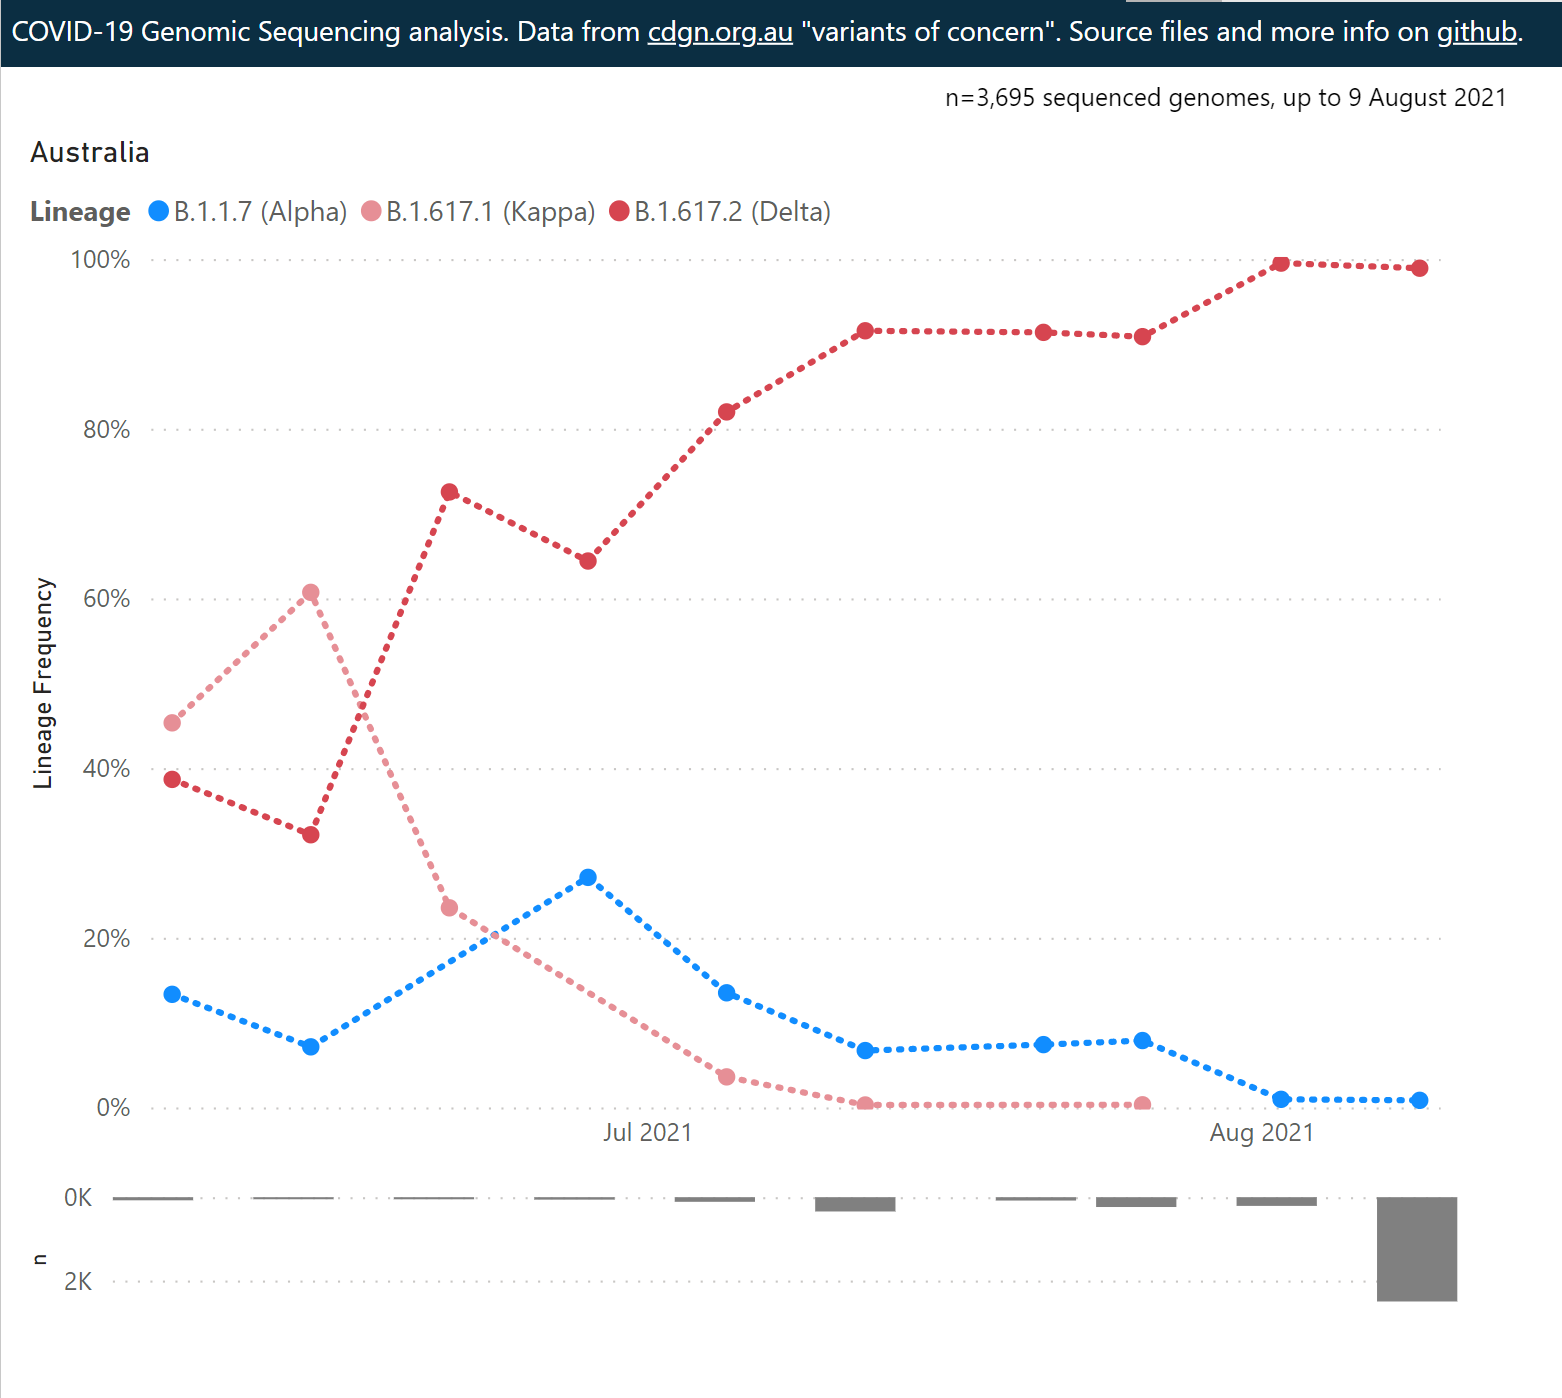 COVID-19 Genomic Sequencing analysis. Data from cdgn.org.au "variants of concern". Source files and more info on github.
n=3,695 sequenced genomes, up to 9 August 2021
Australia
Lineage B.1.1.7 (Alpha) B.1.617.1 (Kappa) B.1.617.2 (Delta)
100%
80%
60%
40%
20%
0%
Lineage Frequency
Jul 2021 Aug 2021
0K
n
2K